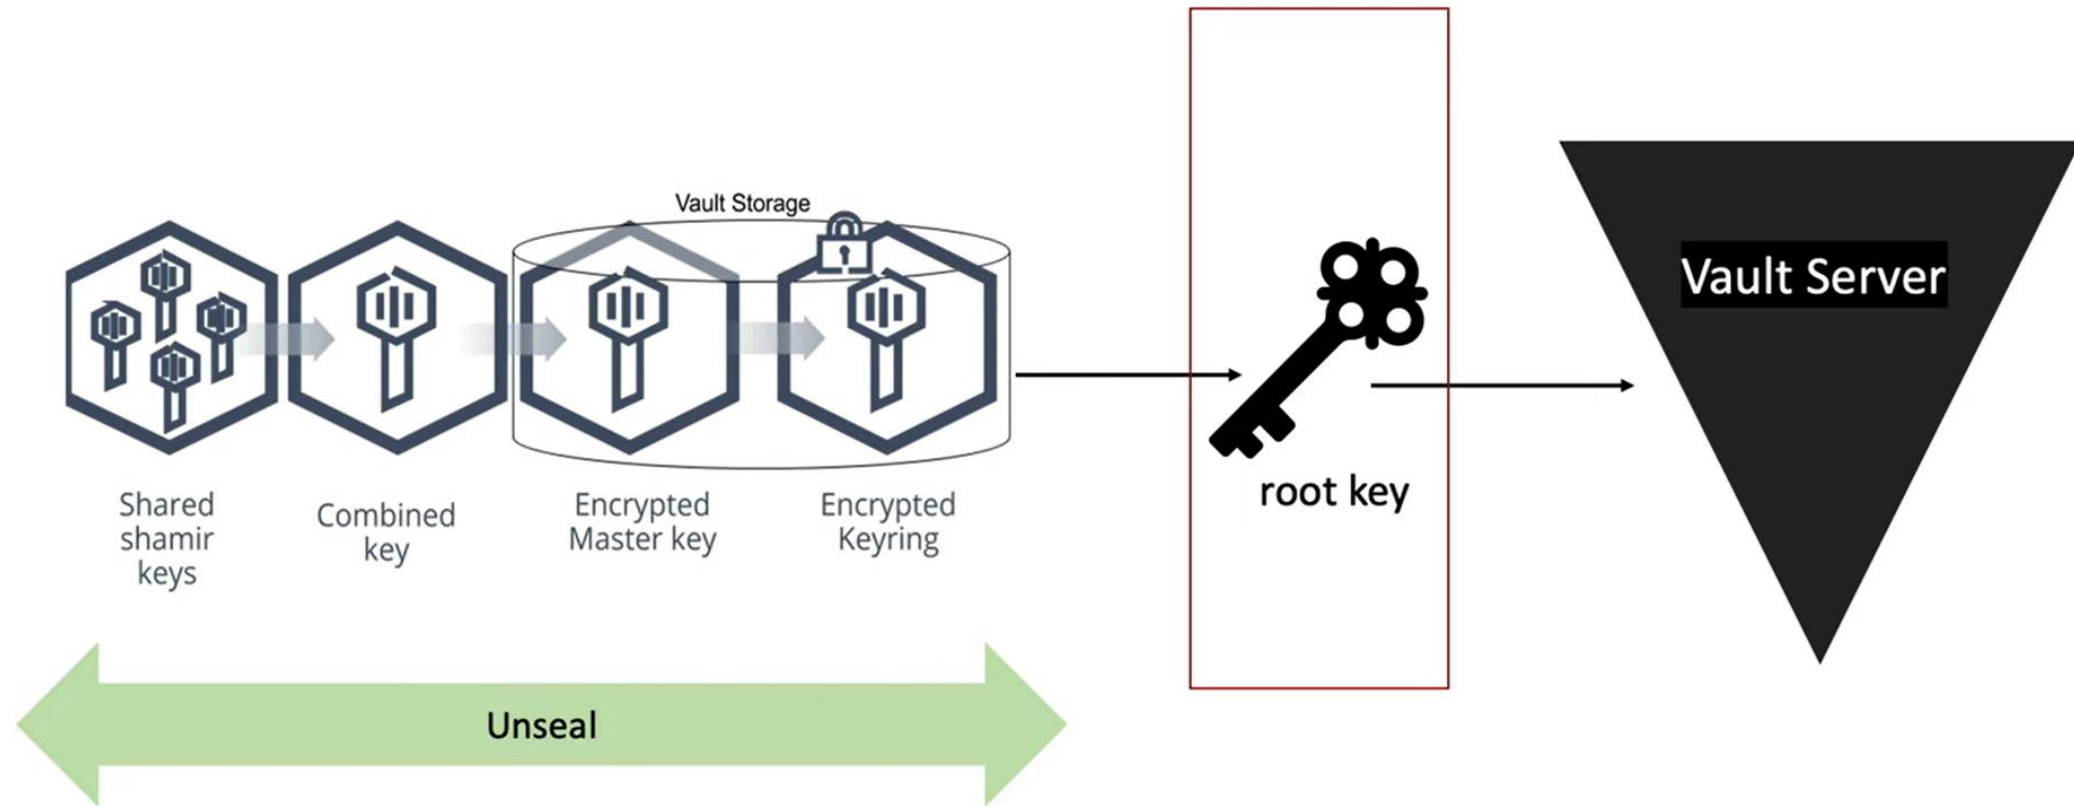 Vault Storage
Vault Server
root key
Shared
shamir
keys
Combined
key
Encrypted
Master key
Encrypted
Keyring
Unseal